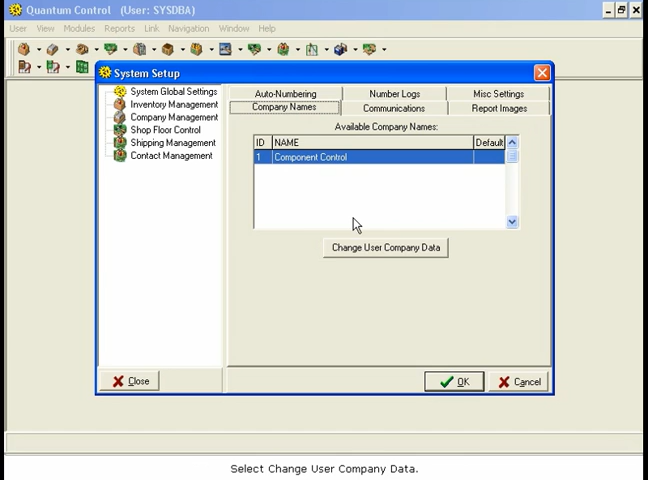 Quantum Control (User: SYSDBA)
User View Modules Reports Link Navigation Window Help
System Setup
System Global Settings
Inventory Management
Company Management
Shop Floor Control
Shipping Management
Contact Management
Auto-Numbering Number Logs Misc Settings
Company Names Communications Report Images
Available Company Names:
ID NAME Default
1 Component Control
Change User Company Data
Close OK Cancel
Select Change User Company Data.